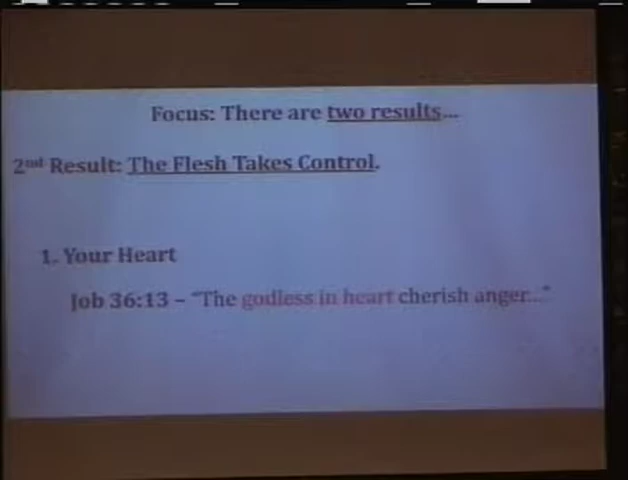 Focus: There are two results...
2nd Result: The Flesh Takes Control.
1. Your Heart
Job 36:13 – "The godless in heart cherish anger..."